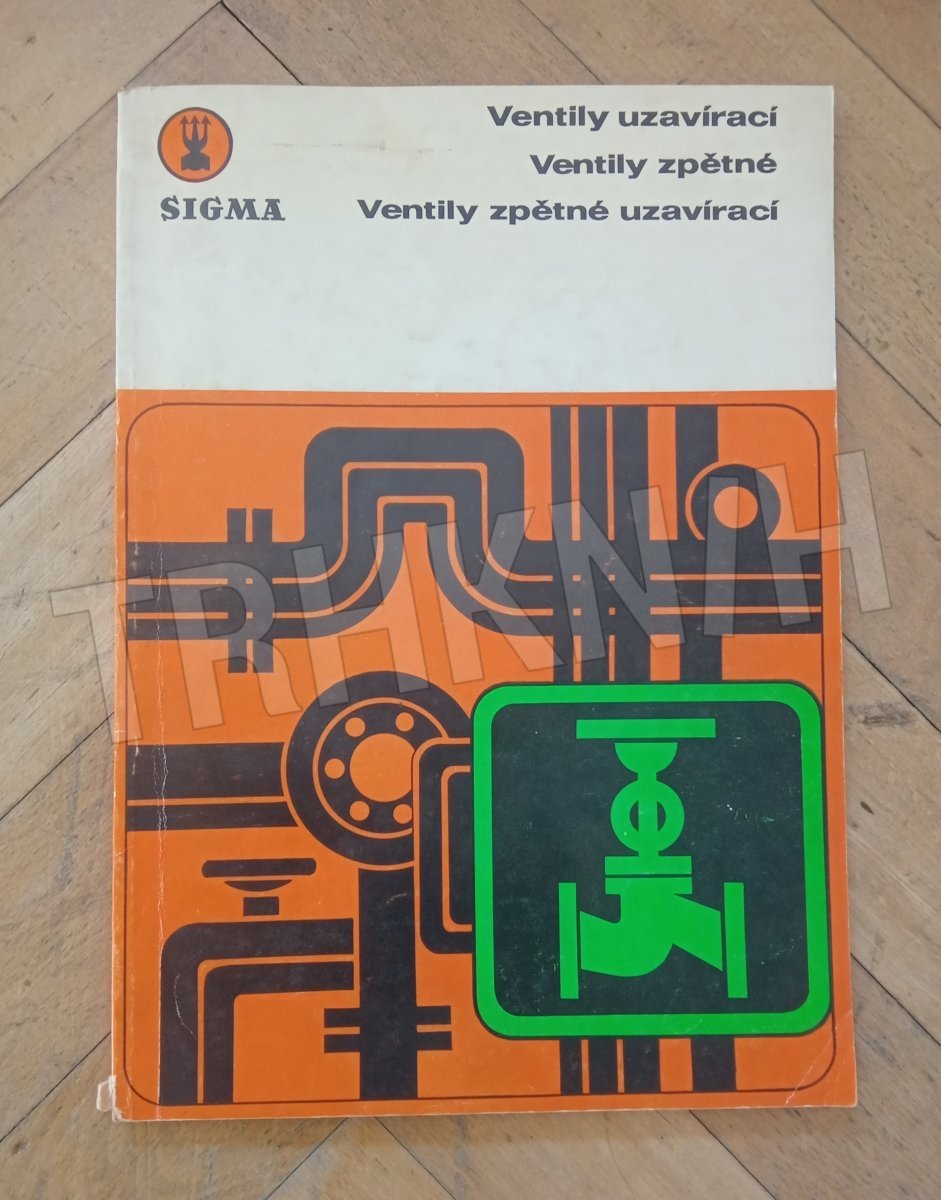 Ventily uzavírací
Ventily zpětné
SIGMA
Ventily zpětné uzavírací
TRHKNIH